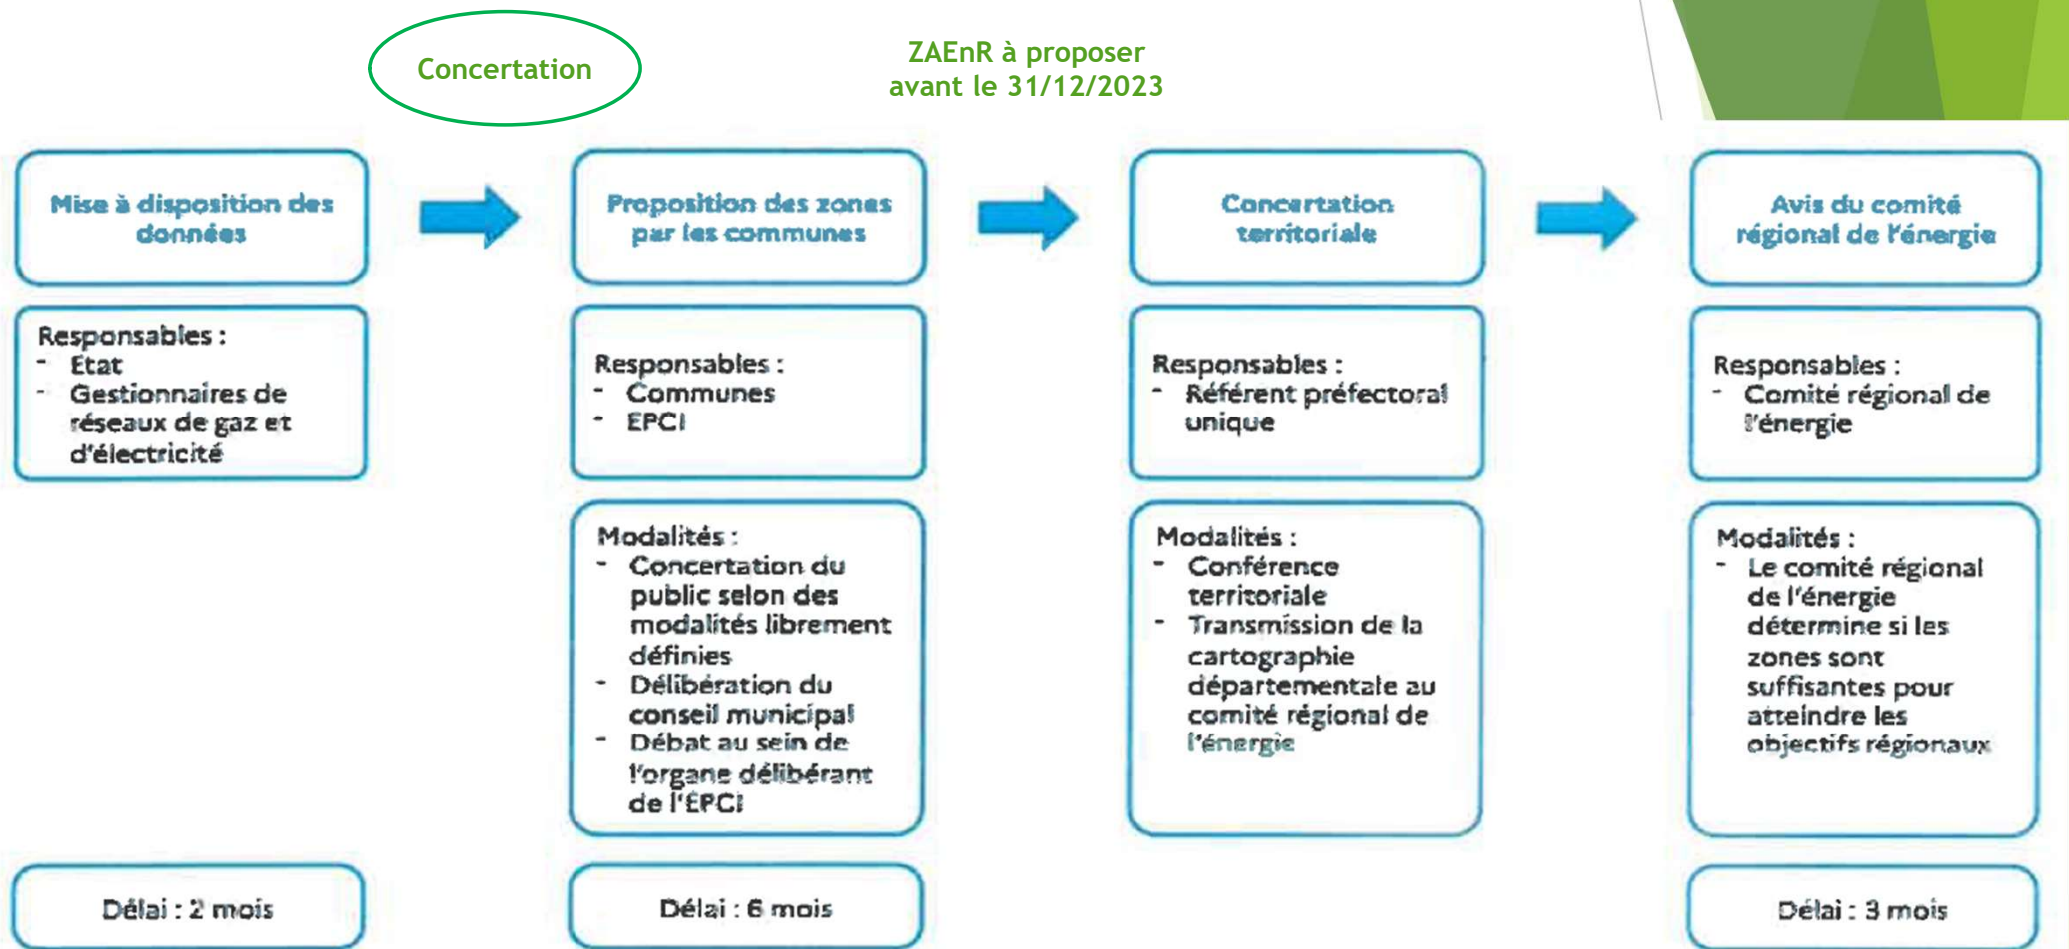 Concertation
ZAEnR à proposer
avant le 31/12/2023
Mise à disposition des
données
Proposition des zones
par les communes
Concertation
territoriale
Avis du comité
régional de l'énergie
Responsables :
- Etat
- Gestionnaires de
réseaux de gaz et
d'électricité
Responsables :
- Communes
- EPCI
Responsables :
- Référent préfectoral
unique
Responsables :
- Comité régional de
l'énergie
Modalités :
- Concertation du
public selon des
modalités librement
définies
- Délibération du
conseil municipal
- Débat au sein de
l'organe délibérant
de l'EPCI
Modalités :
- Conférence
territoriale
- Transmission de la
cartographie
départementale au
comité régional de
l'énergie
Modalités :
- Le comité régional
de l'énergie
détermine si les
zones sont
suffisantes pour
atteindre les
objectifs régionaux
Délai : 2 mois
Délai : 6 mois
Délai : 3 mois